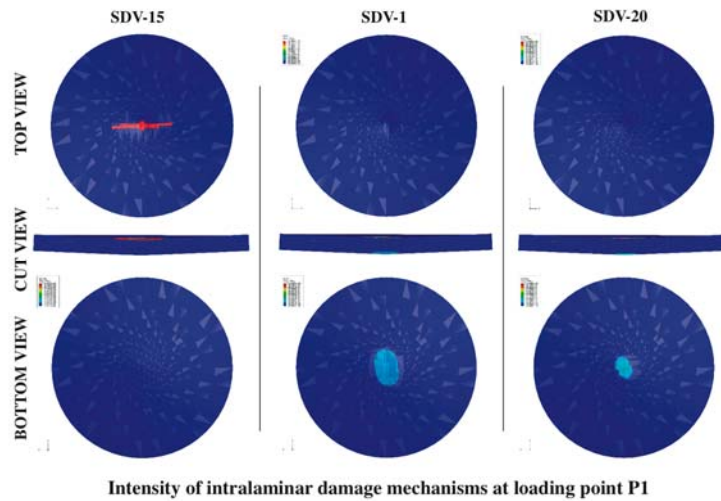 SDV-15
SDV-1
SDV-20
TOP VIEW
CUT VIEW
BOTTOM VIEW
Intensity of intralaminar damage mechanisms at loading point P1